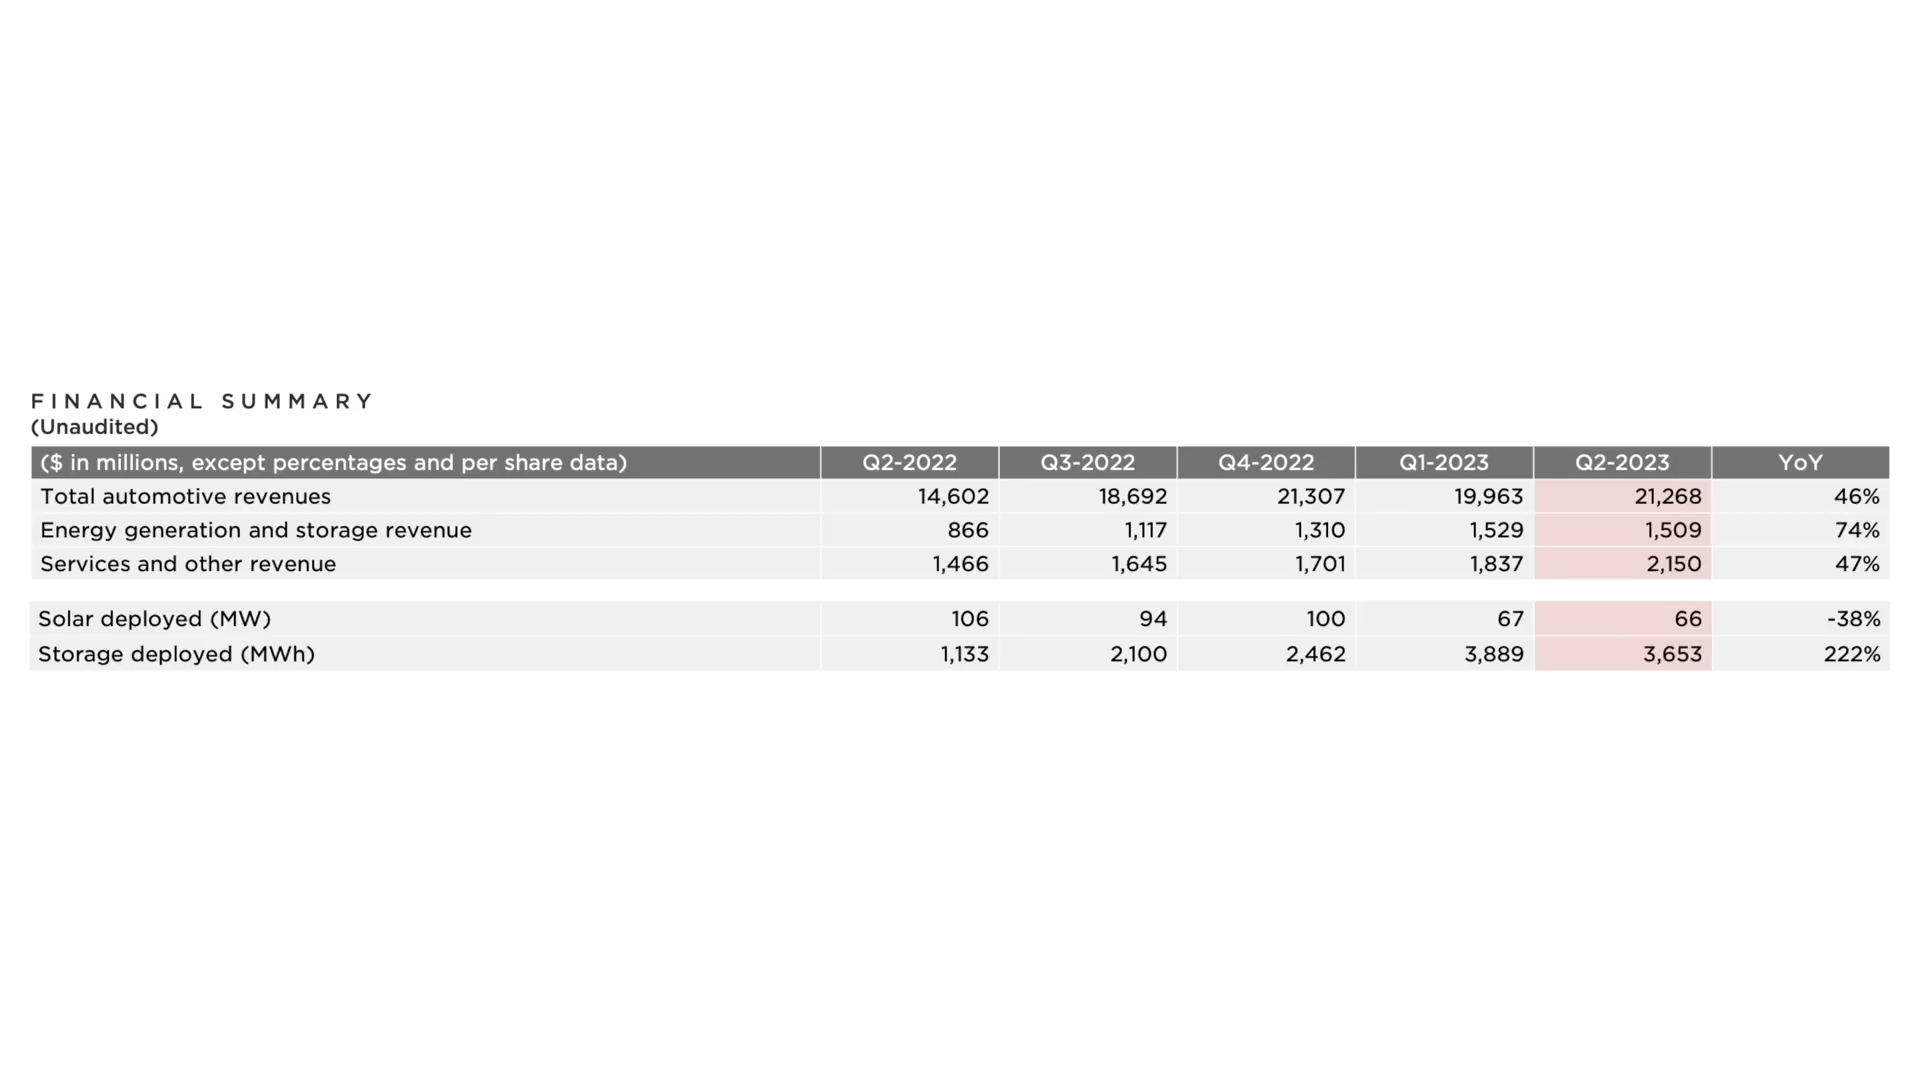 FINANCIAL SUMMARY
(Unaudited)
($ in millions, except percentages and per share data) Q2-2022 Q3-2022 Q4-2022 Q1-2023 Q2-2023 YoY
Total automotive revenues 14,602 18,692 21,307 19,963 21,268 46%
Energy generation and storage revenue 866 1,117 1,310 1,529 1,509 74%
Services and other revenue 1,466 1,645 1,701 1,837 2,150 47%
Solar deployed (MW) 106 94 100 67 66 -38%
Storage deployed (MWh) 1,133 2,100 2,462 3,889 3,653 222%